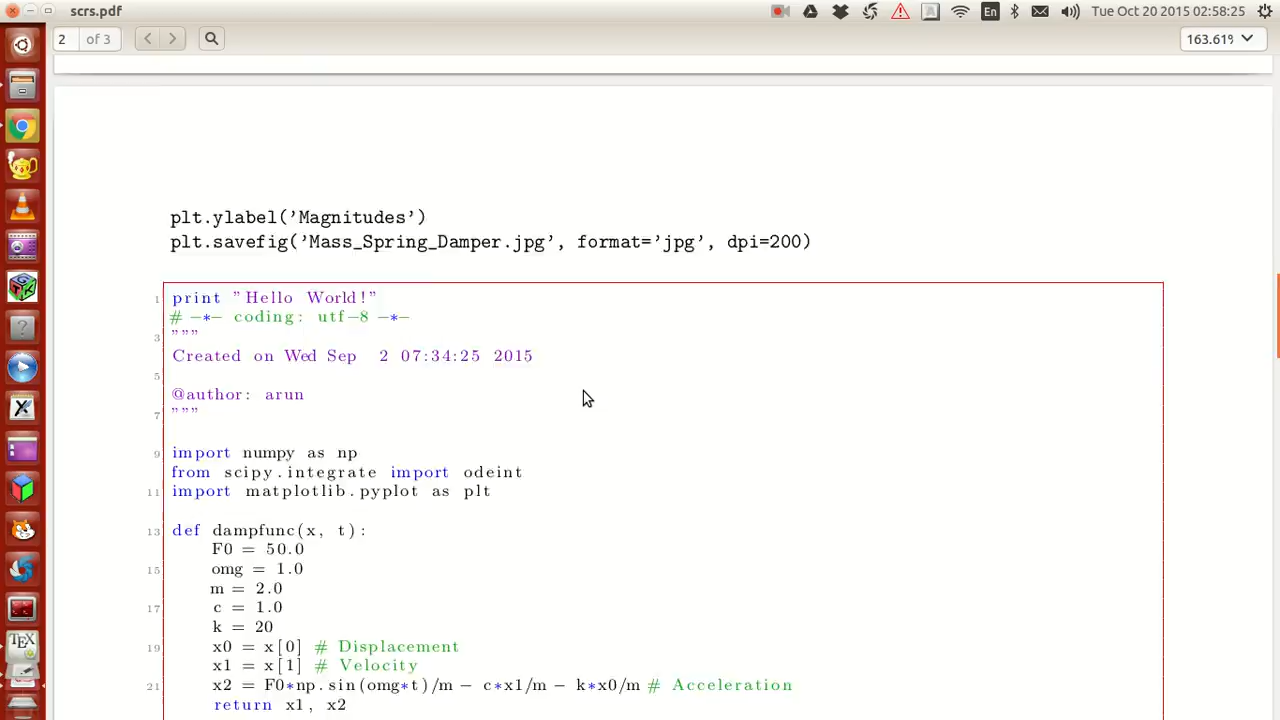 scrs.pdf
En
Tue Oct 20 2015 02:58:25
2 of 3
163.61%
plt.ylabel('Magnitudes')
plt.savefig('Mass_Spring_Damper.jpg', format='jpg', dpi=200)
1 print "Hello World!"
# -*- coding: utf-8 -*-
3 """
Created on Wed Sep 2 07:34:25 2015
5
@author: arun
7 """
9 import numpy as np
from scipy.integrate import odeint
11 import matplotlib.pyplot as plt
13 def dampfunc(x, t):
F0 = 50.0
15 omg = 1.0
m = 2.0
17 c = 1.0
k = 20
19 x0 = x[0] # Displacement
x1 = x[1] # Velocity
21 x2 = F0*np.sin(omg*t)/m- c*x1/m - k*x0/m # Acceleration
return x1, x2
TEX